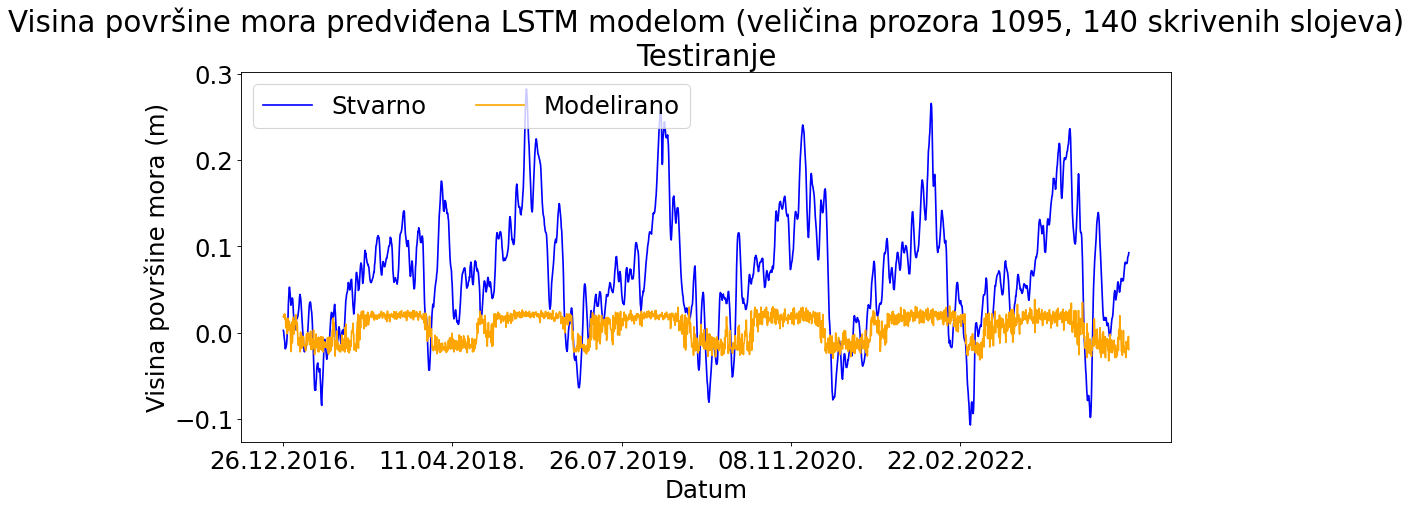 Visina površine mora predviđena LSTM modelom (veličina prozora 1095, 140 skrivenih slojeva)
Testiranje
Stvarno Modelirano
Visina površine mora (m)
0.3
0.2
0.1
0.0
−0.1
26.12.2016. 11.04.2018. 26.07.2019. 08.11.2020. 22.02.2022.
Datum